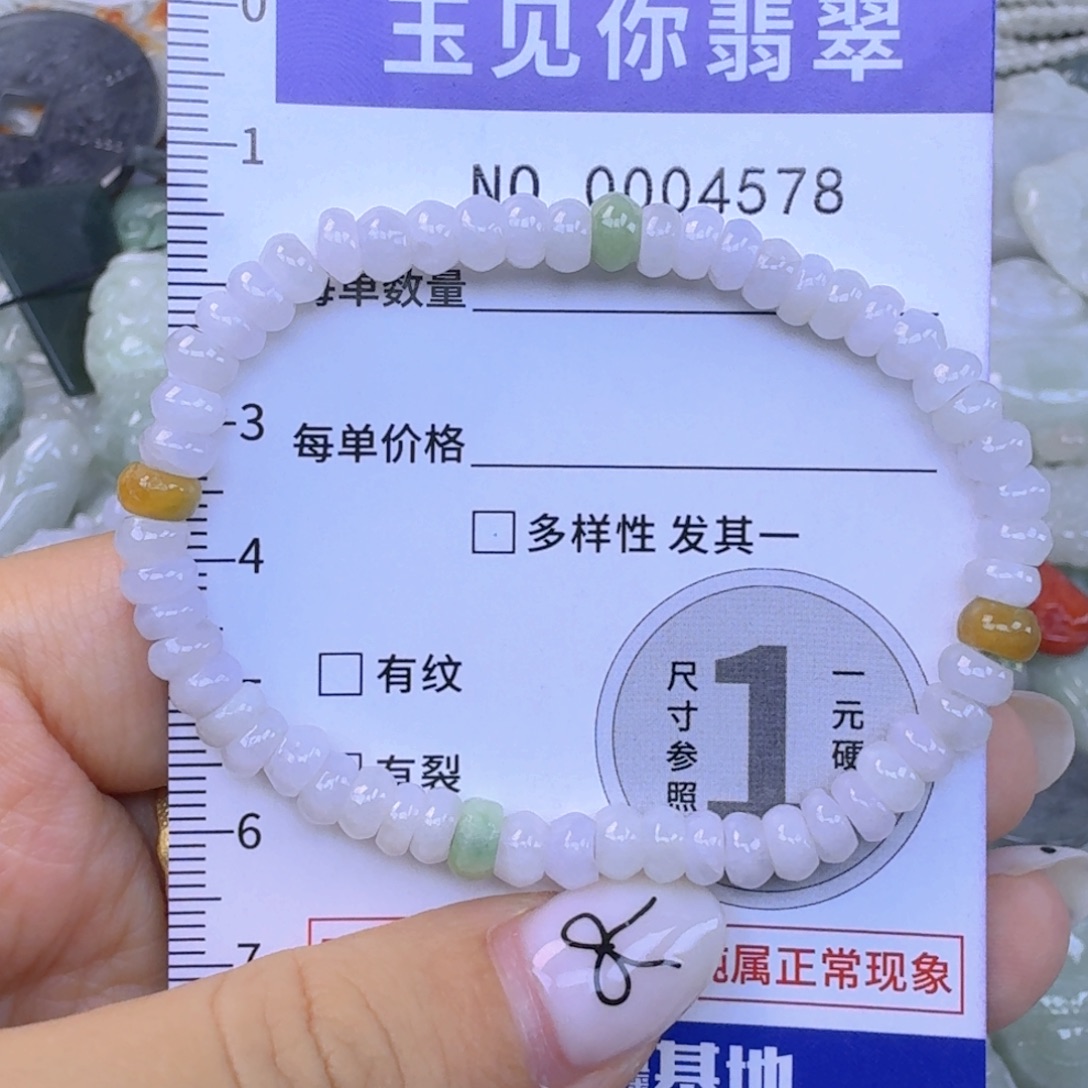 玉见你翡翠
0
1
NO 0004578
每单数量
3
每单价格
多样性 发其一
4
有纹
尺寸参照
1
一元硬
有裂
6
7
属正常现象
基地